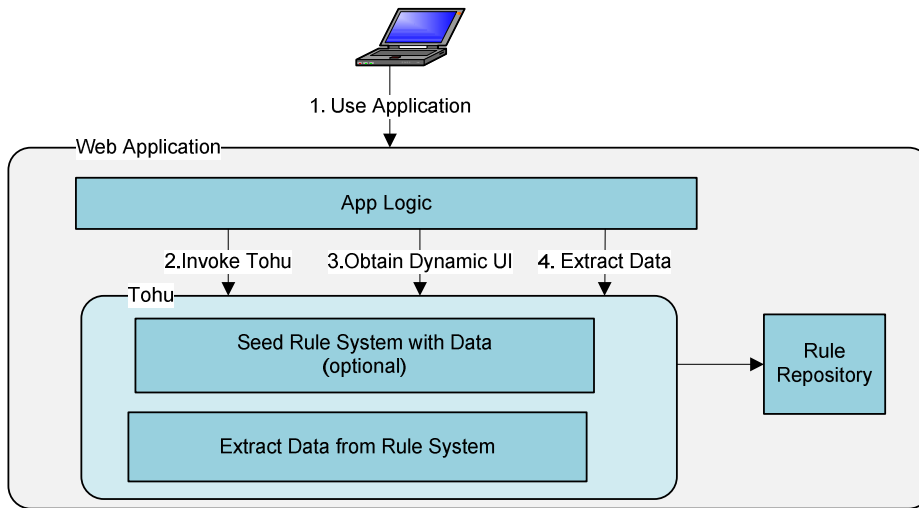 1. Use Application
Web Application
App Logic
2.Invoke Tohu
3.Obtain Dynamic UI
4. Extract Data
Tohu
Seed Rule System with Data
(optional)
Rule
Repository
Extract Data from Rule System